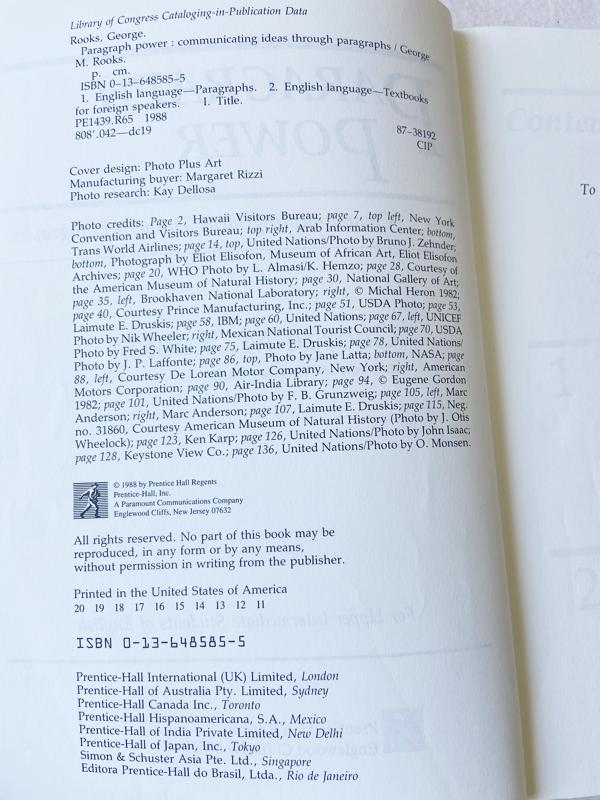 Library of Congress Cataloging-in-Publication Data
Rooks, George.
Paragraph power : communicating ideas through paragraphs / George
M. Rooks.
p. cm.
ISBN 0–13–648585–5
1. English language—Paragraphs. 2. English language—Textbooks
for foreign speakers. I. Title.
PE1439.R65 1988
808'.042—dc19
87–38192
CIP
Cover design: Photo Plus Art
Manufacturing buyer: Margaret Rizzi
Photo research: Kay Dellosa
Photo credits: Page 2, Hawaii Visitors Bureau; page 7, top left, New York
Convention and Visitors Bureau; top right, Arab Information Center; bottom,
Trans World Airlines; page 14, top, United Nations/Photo by Bruno J. Zehnder;
bottom, Photograph by Eliot Elisofon, Museum of African Art, Eliot Elisofon
Archives; page 20, WHO Photo by L. Almasi/K. Hemzo; page 28, Courtesy of
the American Museum of Natural History; page 30, National Gallery of Art;
page 35, left, Brookhaven National Laboratory; right, © Michal Heron 1982;
page 40, Courtesy Prince Manufacturing, Inc.; page 51, USDA Photo; page 53,
Laimute E. Druskis; page 58, IBM; page 60, United Nations; page 67, left, UNICEF
Photo by Nik Wheeler; right, Mexican National Tourist Council; page 70, USDA
Photo by Fred S. White; page 75, Laimute E. Druskis; page 78, United Nations/
Photo by J. P. Laffonte; page 86, top, Photo by Jane Latta; bottom, NASA; page
88, left, Courtesy De Lorean Motor Company, New York; right, American
Motors Corporation; page 90, Air-India Library; page 94, © Eugene Gordon
1982; page 101, United Nations/Photo by F. B. Grunzweig; page 105, left, Marc
Anderson; right, Marc Anderson; page 107, Laimute E. Druskis; page 115, Neg.
no. 31860, Courtesy American Museum of Natural History (Photo by J. Otis
Wheelock); page 123, Ken Karp; page 126, United Nations/Photo by John Isaac;
page 128, Keystone View Co.; page 136, United Nations/Photo by O. Monsen.
© 1988 by Prentice Hall Regents
Prentice-Hall, Inc.
A Paramount Communications Company
Englewood Cliffs, New Jersey 07632
All rights reserved. No part of this book may be
reproduced, in any form or by any means,
without permission in writing from the publisher.
Printed in the United States of America
20 19 18 17 16 15 14 13 12 11
ISBN 0-13-648585-5
Prentice-Hall International (UK) Limited, London
Prentice-Hall of Australia Pty. Limited, Sydney
Prentice-Hall Canada Inc., Toronto
Prentice-Hall Hispanoamericana, S.A., Mexico
Prentice-Hall of India Private Limited, New Delhi
Prentice-Hall of Japan, Inc., Tokyo
Simon & Schuster Asia Pte. Ltd., Singapore
Editora Prentice-Hall do Brasil, Ltda., Rio de Janeiro
To